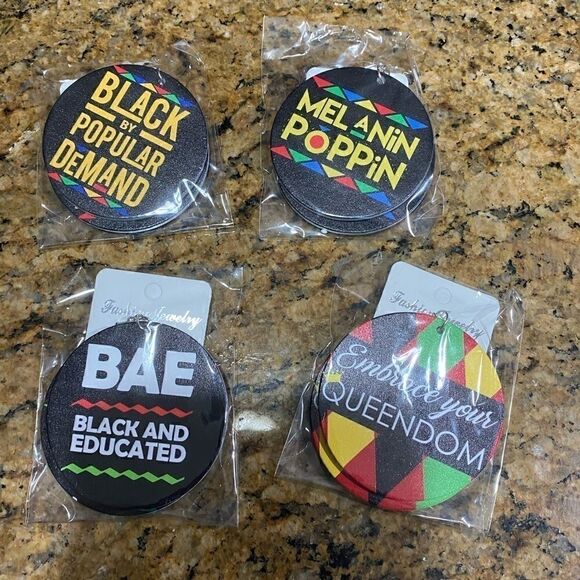 BLACK
BY
POPULAR
DEMAND
MELANIN
POPPIN
Fashion Jewelry
BAE
BLACK AND
EDUCATED
Fashion Jewelry
Embrace your
QUEENDOM